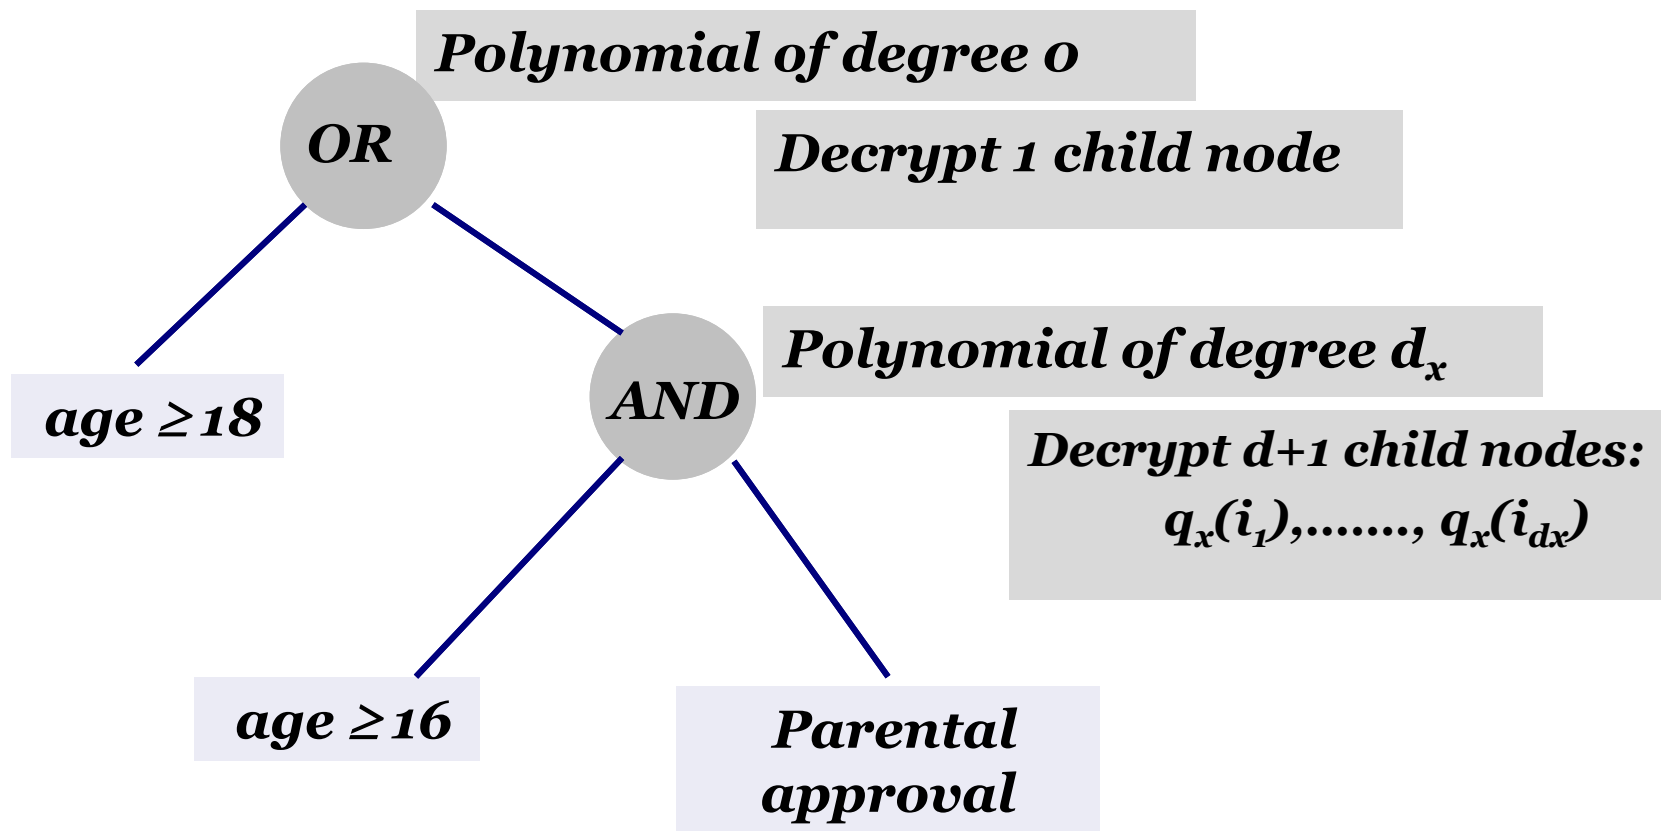 Polynomial of degree 0
OR
Decrypt 1 child node
Polynomial of degree dₓ
age ≥ 18
AND
Decrypt d+1 child nodes:
qₓ(i₁),......., qₓ(i_dx)
age ≥ 16
Parental
approval